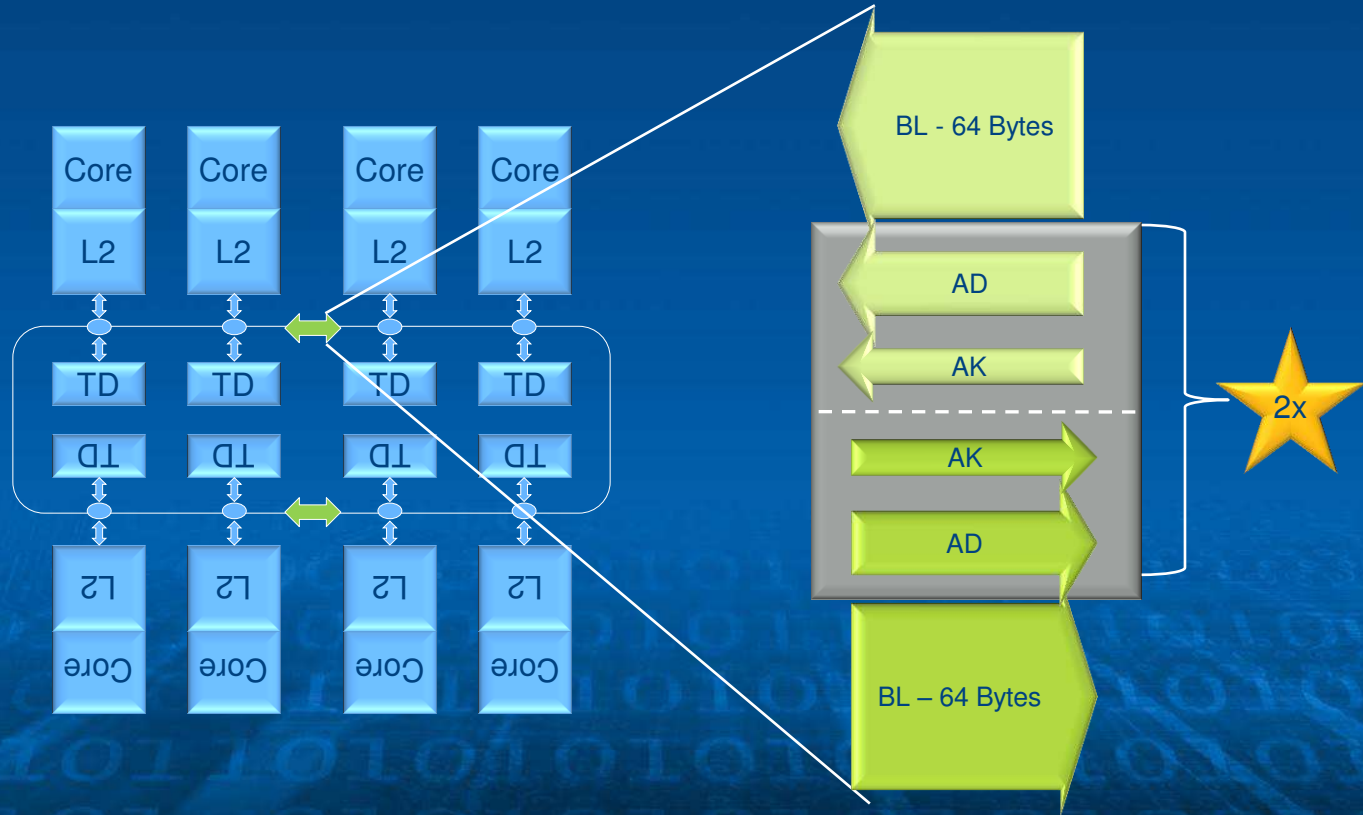 Core
Core
Core
Core
L2
L2
L2
L2
TD
TD
TD
TD
TD
TD
TD
TD
L2
L2
L2
L2
Core
Core
Core
Core
BL - 64 Bytes
AD
AK
AK
AD
BL – 64 Bytes
2x